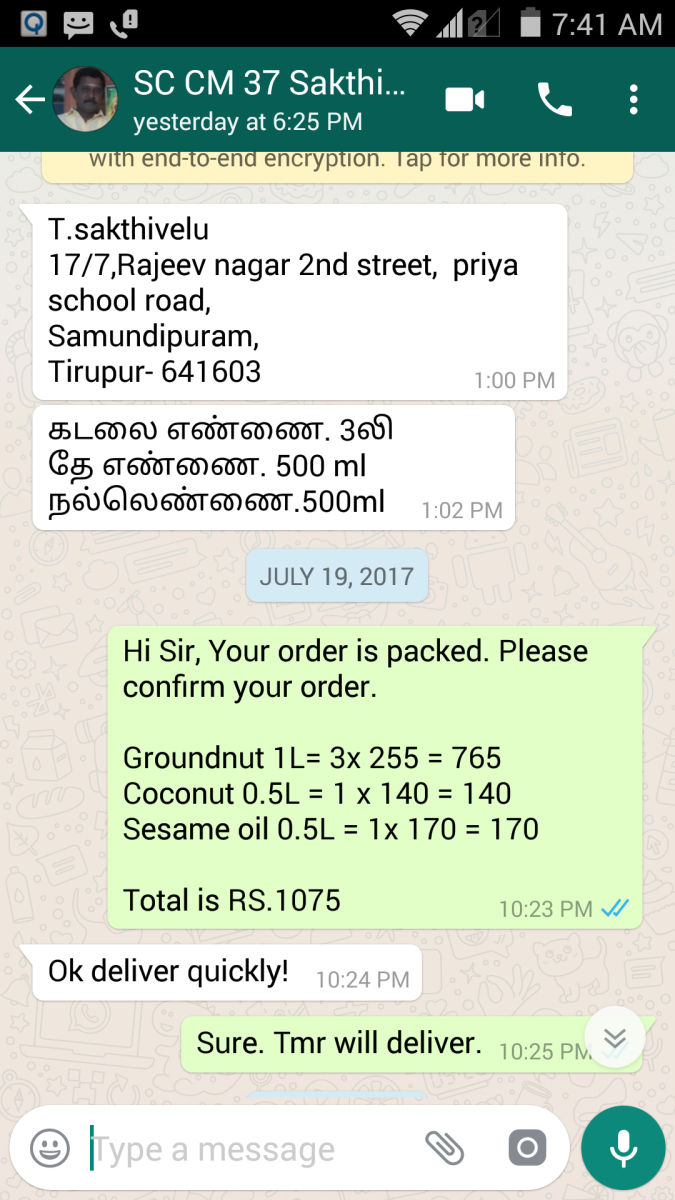 7:41 AM
SC CM 37 Sakthi...
yesterday at 6:25 PM
with end-to-end encryption. Tap for more info.
T.sakthivelu
17/7,Rajeev nagar 2nd street, priya
school road,
Samundipuram,
Tirupur- 641603
1:00 PM
கடலை எண்ணை. 3லி
தே எண்ணை. 500 ml
நல்லெண்ணை.500ml
1:02 PM
JULY 19, 2017
Hi Sir, Your order is packed. Please
confirm your order.
Groundnut 1L= 3x 255 = 765
Coconut 0.5L = 1 x 140 = 140
Sesame oil 0.5L = 1x 170 = 170
Total is RS.1075
10:23 PM
Ok deliver quickly!
10:24 PM
Sure. Tmr will deliver.
10:25 PM
Type a message